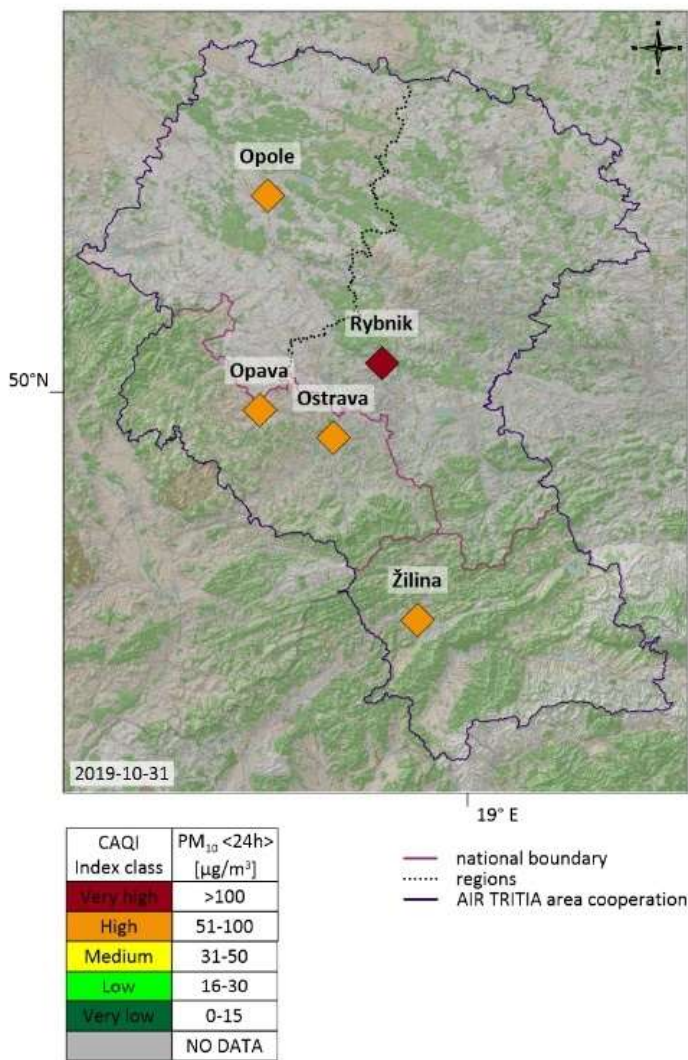 Opole
Rybnik
50°N
Opava
Ostrava
Žilina
2019-10-31
19° E
CAQI
Index class
PM₁₀ <24h>
[µg/m³]
Very high
>100
High
51-100
Medium
31-50
Low
16-30
Very low
0-15
NO DATA
national boundary
regions
AIR TRITIA area cooperation